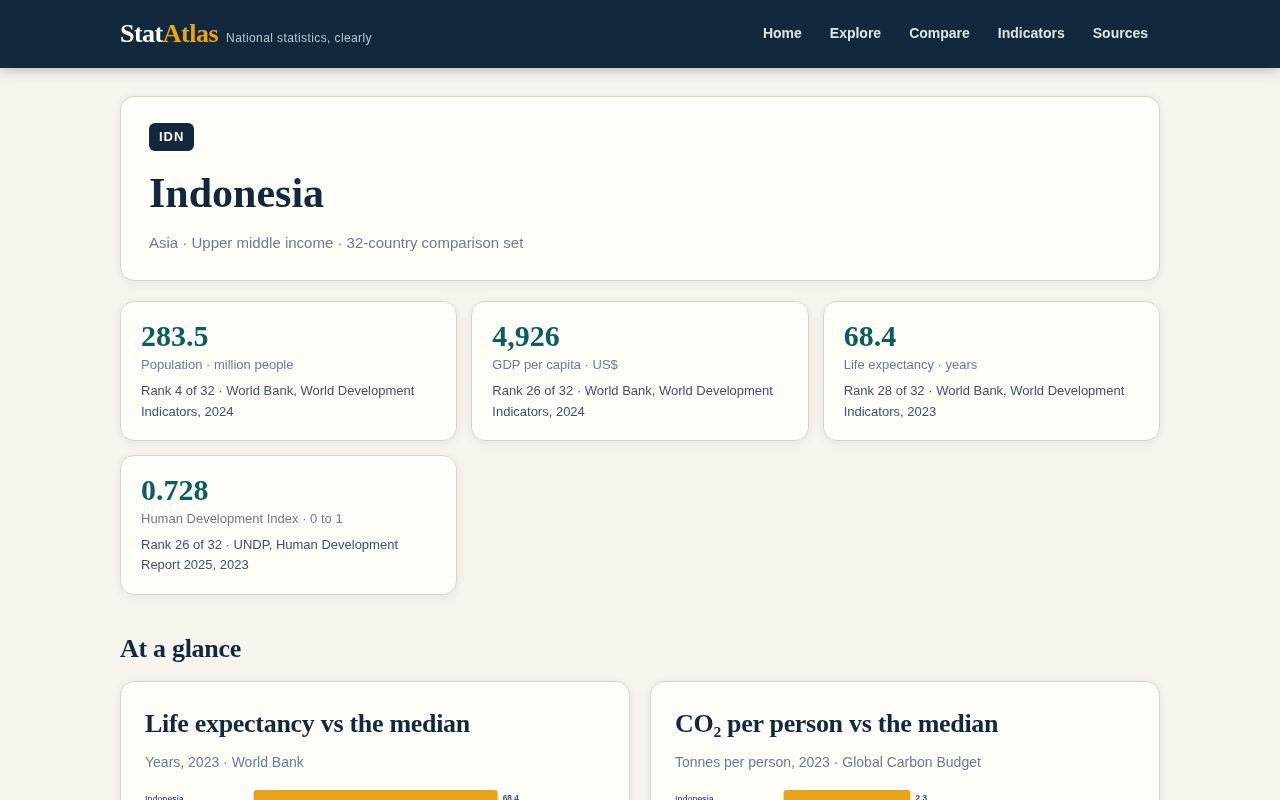 StatAtlas National statistics, clearly
Home Explore Compare Indicators Sources
IDN
Indonesia
Asia · Upper middle income · 32-country comparison set
283.5
Population · million people
Rank 4 of 32 · World Bank, World Development
Indicators, 2024
4,926
GDP per capita · US$
Rank 26 of 32 · World Bank, World Development
Indicators, 2024
68.4
Life expectancy · years
Rank 28 of 32 · World Bank, World Development
Indicators, 2023
0.728
Human Development Index · 0 to 1
Rank 26 of 32 · UNDP, Human Development
Report 2025, 2023
At a glance
Life expectancy vs the median
Years, 2023 · World Bank
Indonesia 68.4
CO₂ per person vs the median
Tonnes per person, 2023 · Global Carbon Budget
Indonesia 2.3